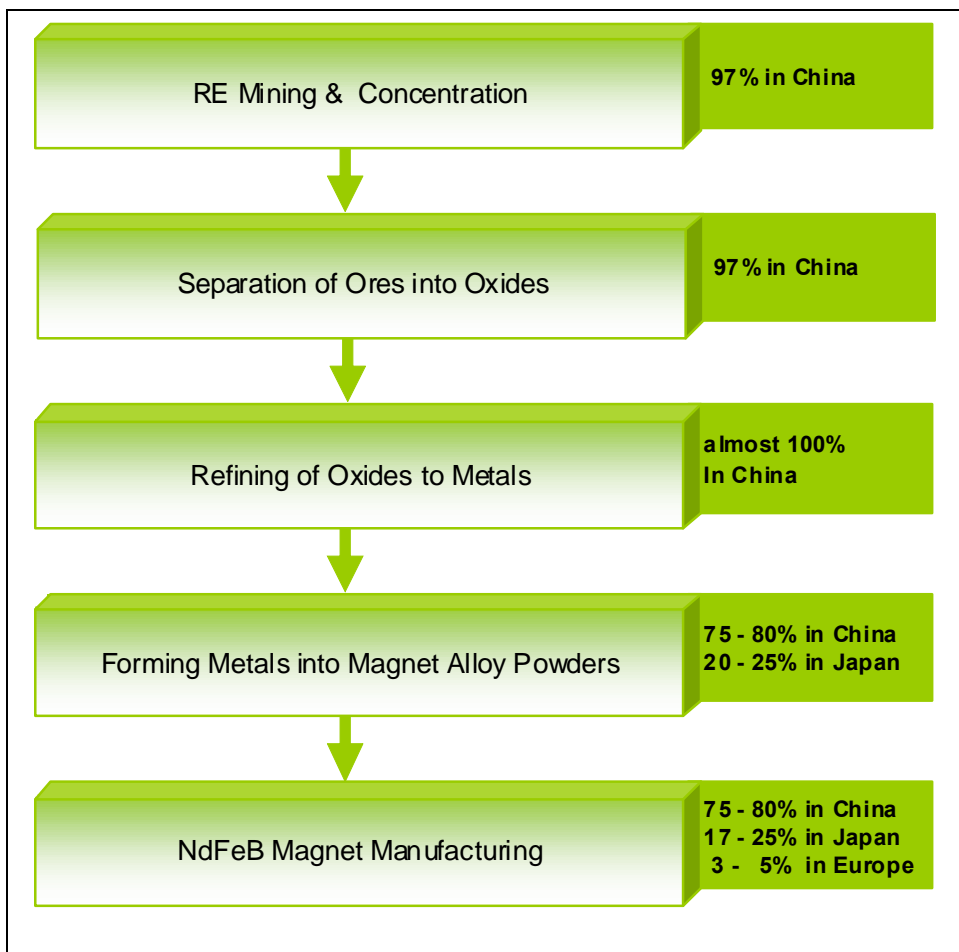 RE Mining & Concentration
97% in China
Separation of Ores into Oxides
97% in China
Refining of Oxides to Metals
almost 100%
In China
Forming Metals into Magnet Alloy Powders
75 - 80% in China
20 - 25% in Japan
NdFeB Magnet Manufacturing
75 - 80% in China
17 - 25% in Japan
3 - 5% in Europe